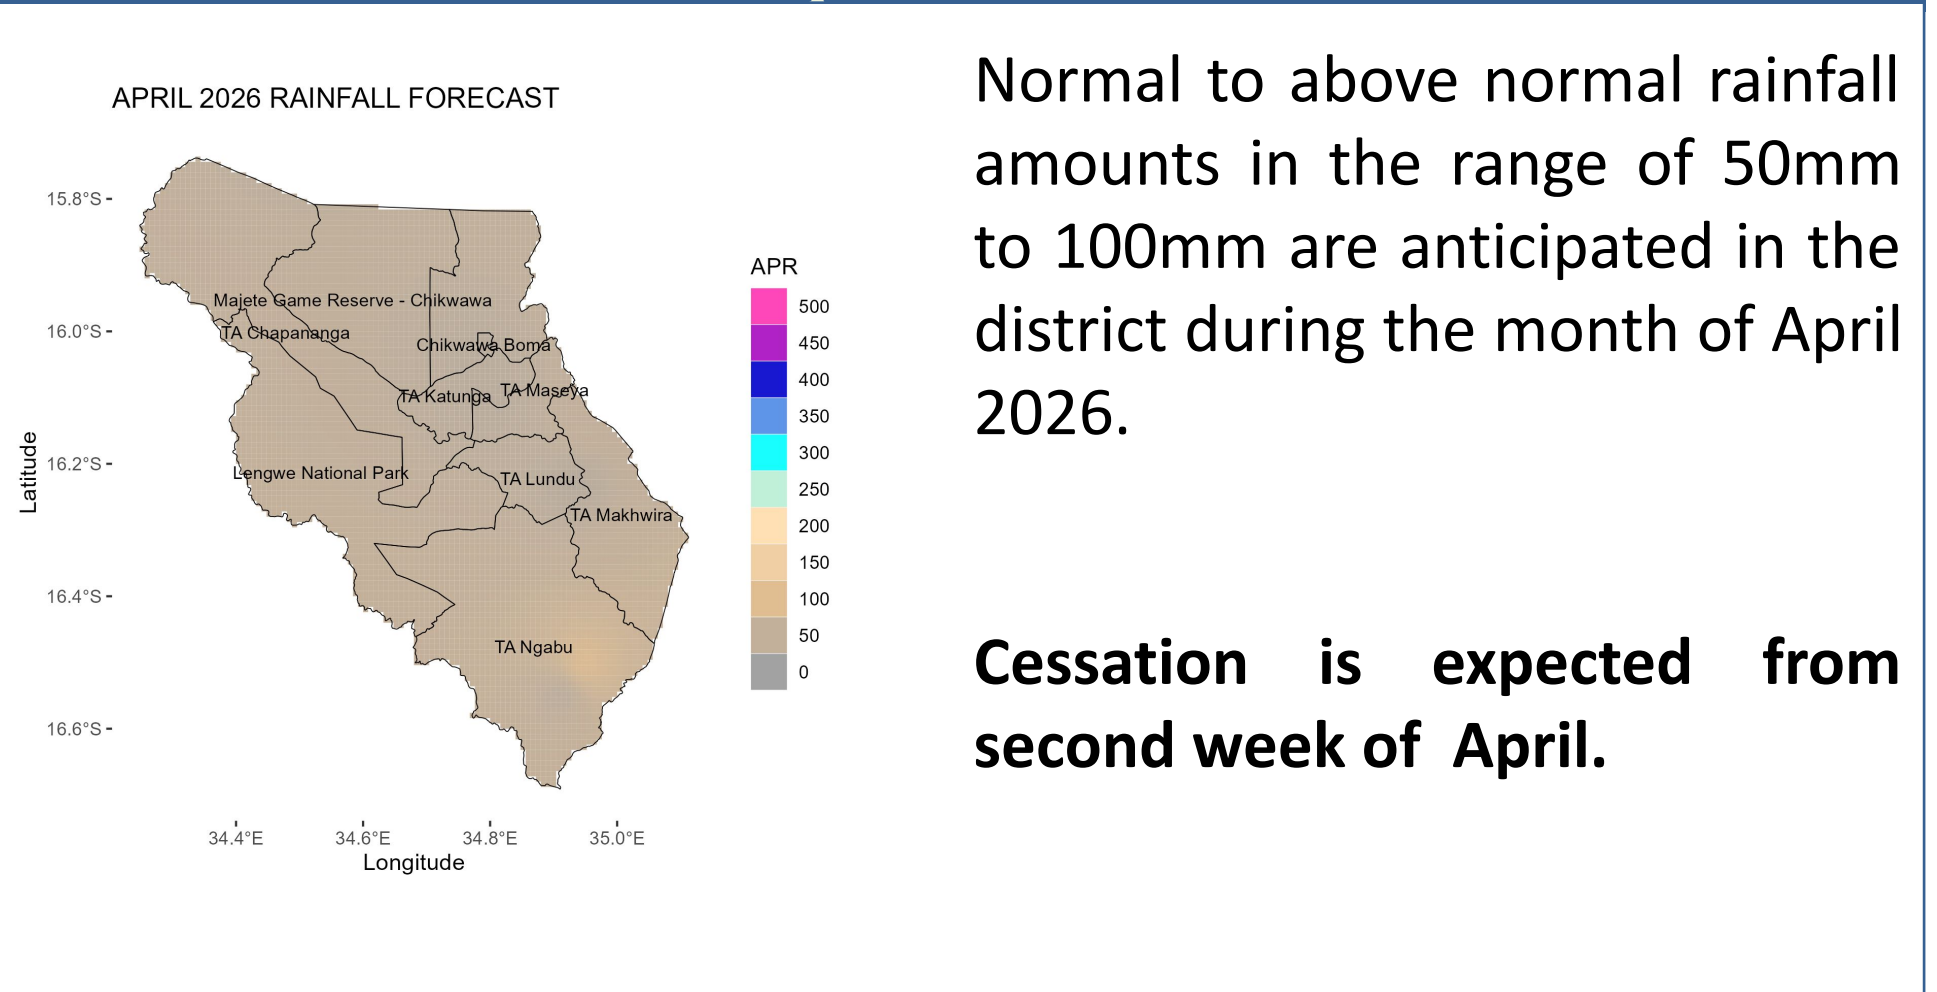 APRIL 2026 RAINFALL FORECAST
Latitude
15.8°S
16.0°S
16.2°S
16.4°S
16.6°S
Majete Game Reserve - Chikwawa
TA Chapananga
Chikwawa Boma
TA Katunga
TA Maseya
Lengwe National Park
TA Lundu
TA Makhwira
TA Ngabu
34.4°E
34.6°E
34.8°E
35.0°E
Longitude
APR
500
450
400
350
300
250
200
150
100
50
0
Normal to above normal rainfall
amounts in the range of 50mm
to 100mm are anticipated in the
district during the month of April
2026.
Cessation is expected from
second week of April.